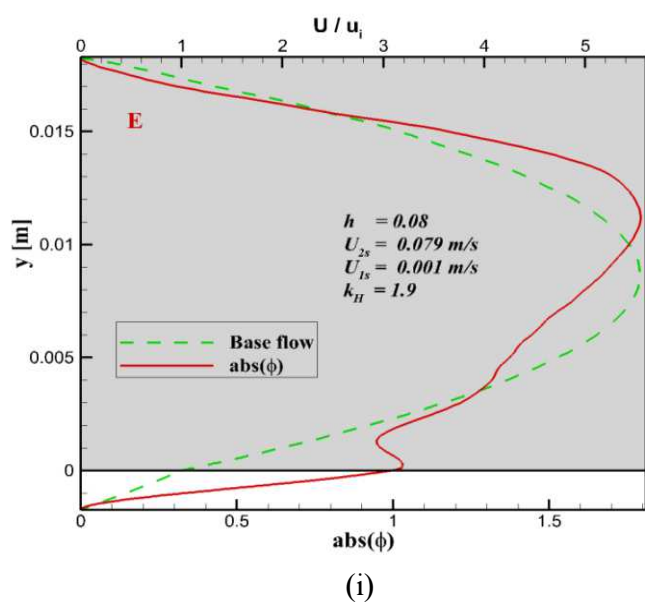 U / u_i
0 1 2 3 4 5
E
0.015
0.01
0.005
0
y [m]
h = 0.08
U_2s = 0.079 m/s
U_1s = 0.001 m/s
k_H = 1.9
Base flow
abs(ϕ)
0 0.5 1 1.5
abs(ϕ)
(i)